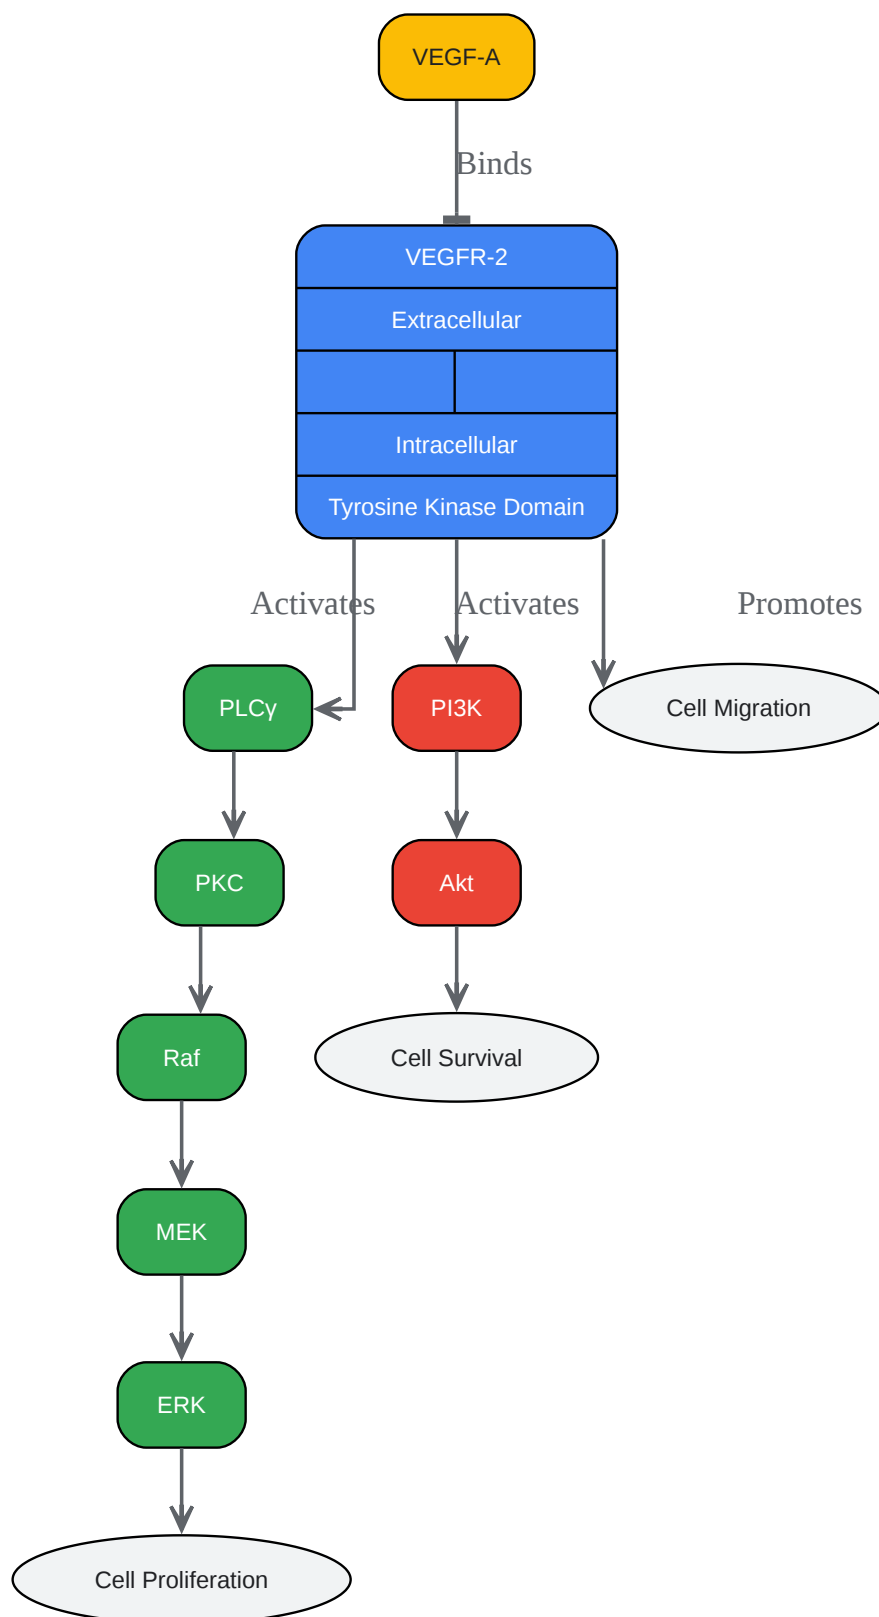 VEGF-A
Binds
VEGFR-2
Extracellular
Intracellular
Tyrosine Kinase Domain
Activates
Activates
Promotes
PLCγ
PI3K
Cell Migration
PKC
Akt
Raf
Cell Survival
MEK
ERK
Cell Proliferation